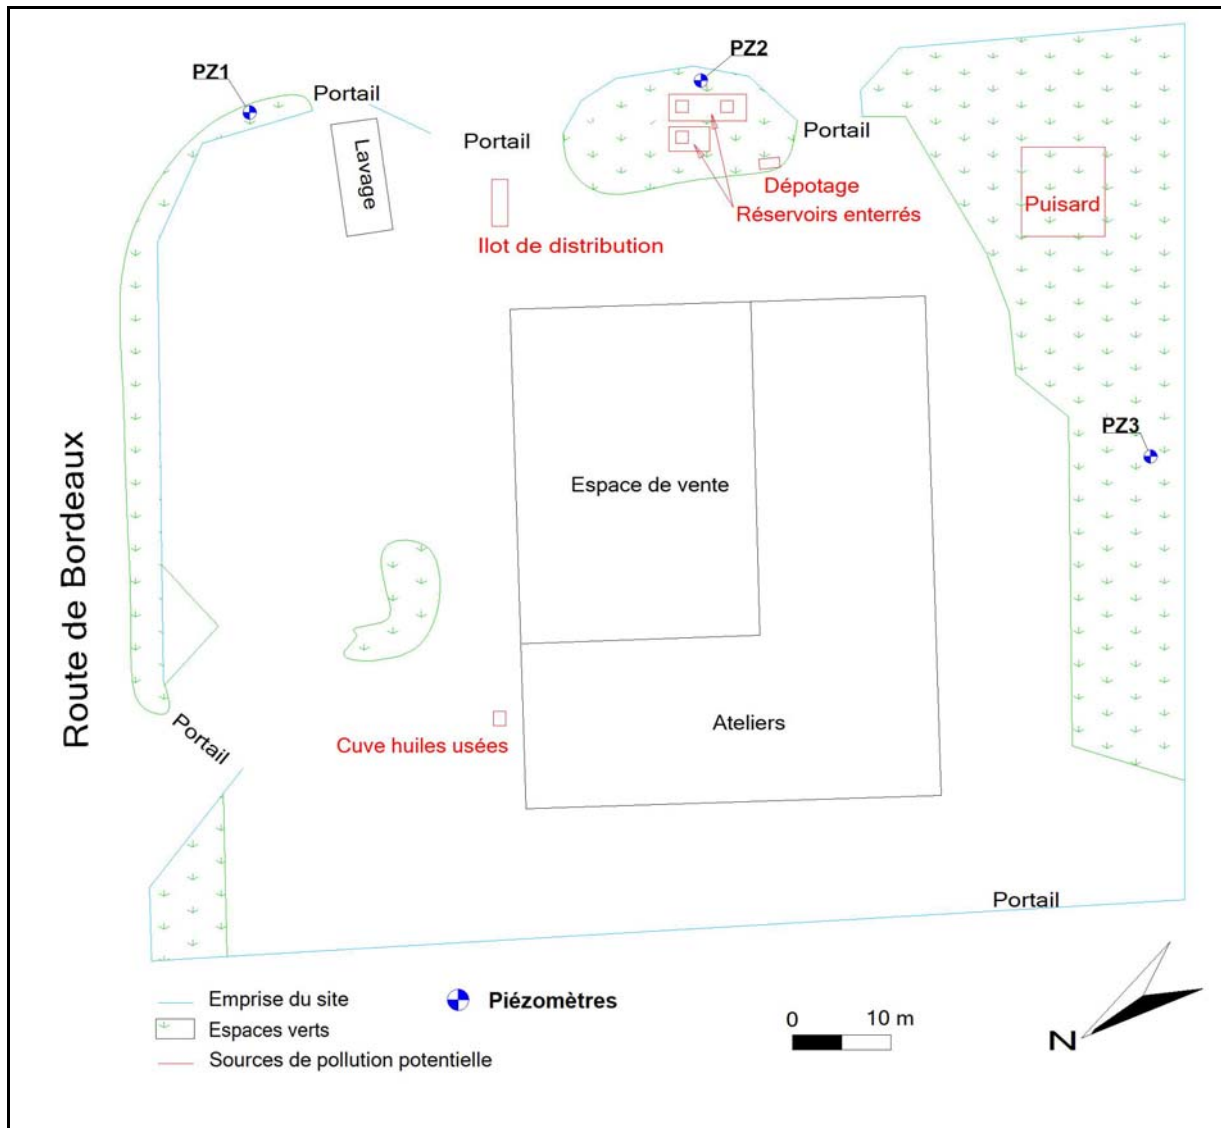 PZ2
PZ1
Portail
Portail
Portail
Lavage
Dépotage
Réservoirs enterrés
Puisard
Ilot de distribution
PZ3
Espace de vente
Route de Bordeaux
Portail
Ateliers
Cuve huiles usées
Portail
Emprise du site
Piézomètres
Espaces verts
Sources de pollution potentielle
0 10 m
N